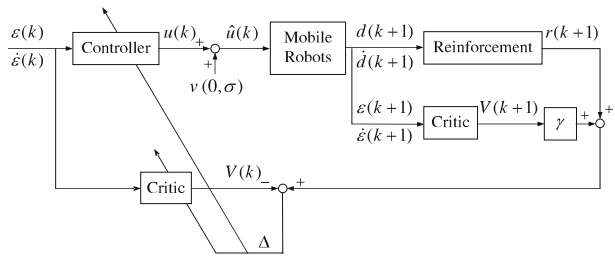 ε(k)
ε̇(k)
Controller
u(k)
+
+
v(0,σ)
û(k)
Mobile
Robots
d(k+1)
ḋ(k+1)
Reinforcement
r(k+1)
ε(k+1)
ε̇(k+1)
Critic
V(k+1)
γ
+
+
Critic
V(k)
−
+
Δ